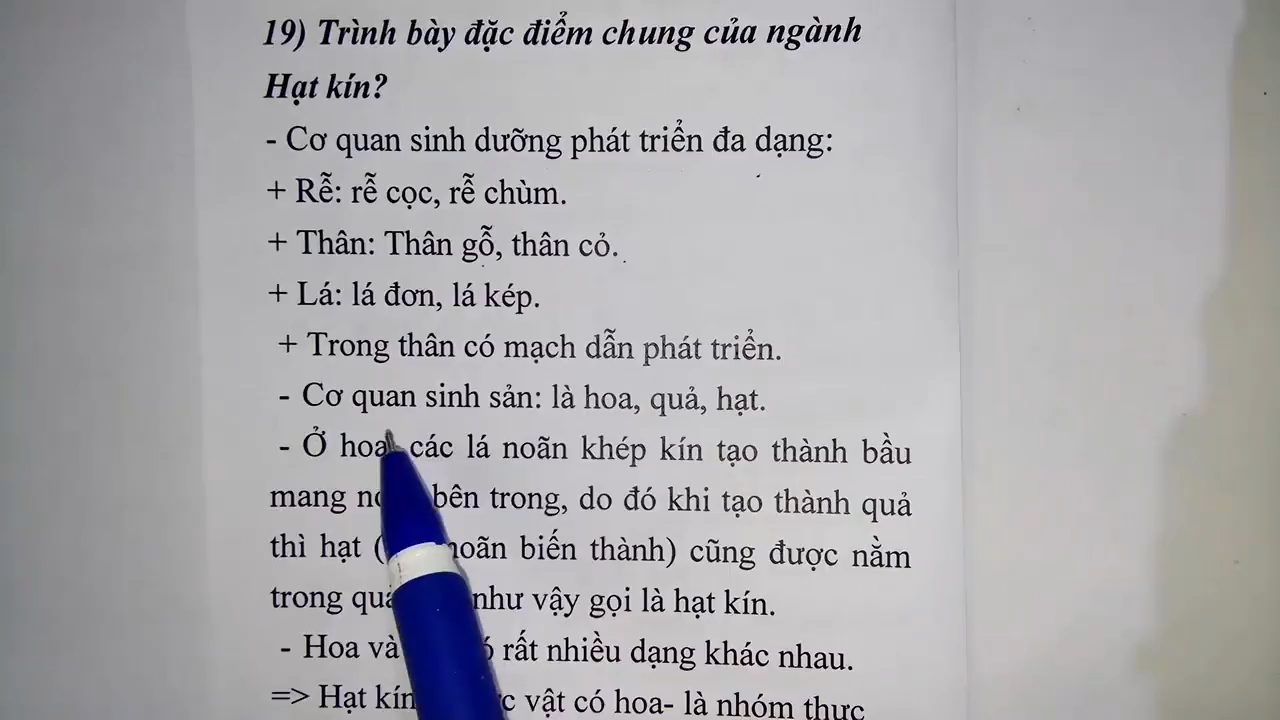 19) Trình bày đặc điểm chung của ngành
Hạt kín?
- Cơ quan sinh dưỡng phát triển đa dạng:
+ Rễ: rễ cọc, rễ chùm.
+ Thân: Thân gỗ, thân cỏ.
+ Lá: lá đơn, lá kép.
+ Trong thân có mạch dẫn phát triển.
- Cơ quan sinh sản: là hoa, quả, hạt.
- Ở hoa các lá noãn khép kín tạo thành bầu
mang bên trong, do đó khi tạo thành quả
thì hạt ( noãn biến thành) cũng được nằm
trong quả như vậy gọi là hạt kín.
- Hoa và rất nhiều dạng khác nhau.
=> Hạt kín vật có hoa- là nhóm thực